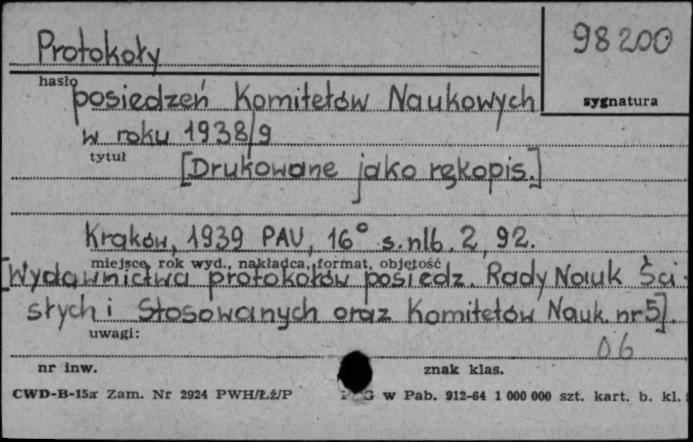 Protokoły
98200
hasło
sygnatura
posiedzeń Komitetów Naukowych
w roku 1938/9
tytuł
[Drukowane jako rękopis.]
Kraków, 1939 PAU, 16° s. nlb. 2, 92.
miejsce, rok wyd., nakładca, format, objętość
[Wydawnictwa protokołów posiedz. Rady Nauk Ści-
słych i Stosowanych oraz Komitetów Nauk. nr 5].
uwagi:
06
nr inw.
znak klas.
CWD-B-15a Zam. Nr 2924 PWH/Łź/P
G w Pab. 912-64 1 000 000 szt. kart. b. kl.